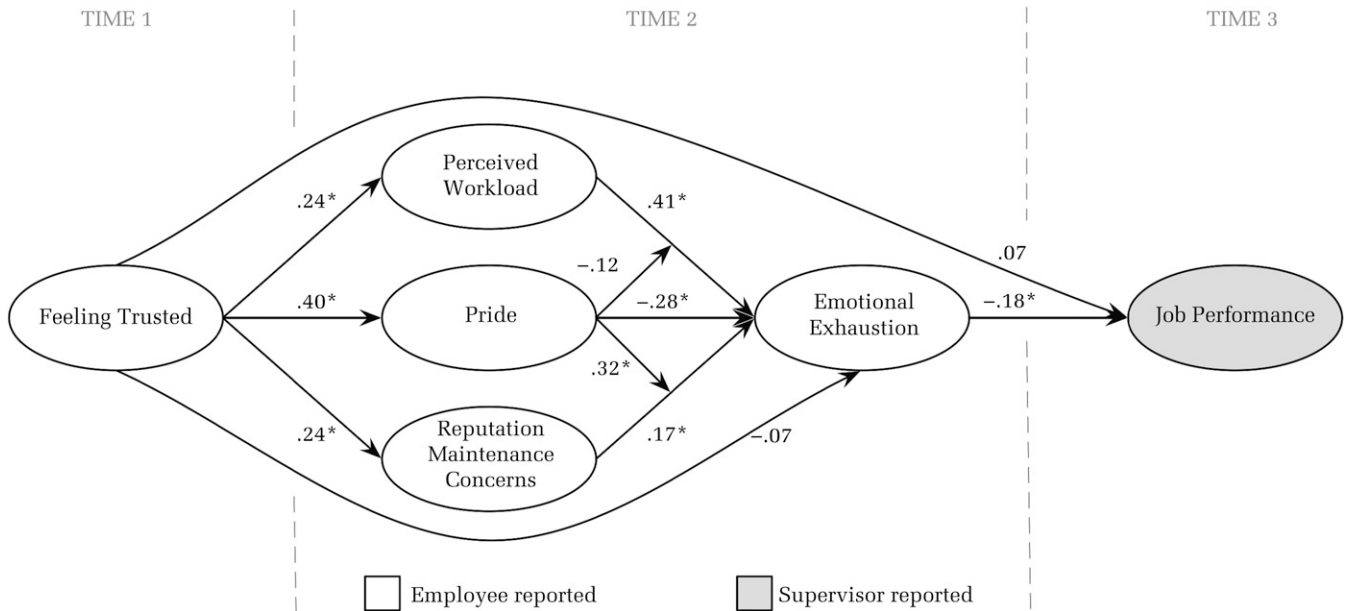 TIME 1
TIME 2
TIME 3
Perceived
Workload
.24*
.41*
−.12
.07
Feeling Trusted
.40*
Pride
−.28*
Emotional
Exhaustion
−.18*
Job Performance
.32*
.24*
Reputation
Maintenance
Concerns
.17*
−.07
Employee reported
Supervisor reported